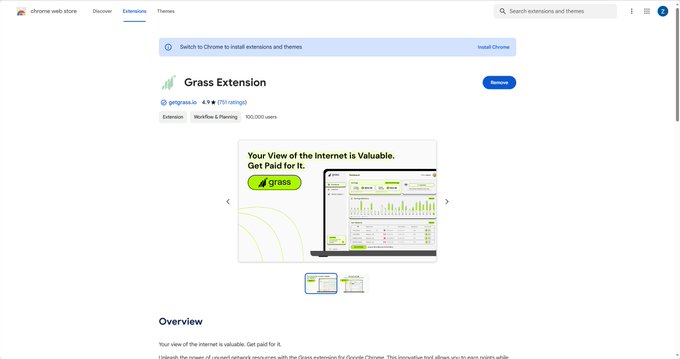 chrome web store
Discover
Extensions
Themes
Search extensions and themes
Z
Switch to Chrome to install extensions and themes
Install Chrome
Grass Extension
Remove
getgrass.io 4.9 ★ (751 ratings)
Extension
Workflow & Planning
100,000 users
Your View of the Internet is Valuable.
Get Paid for It.
grass
Overview
Your view of the internet is valuable. Get paid for it.
Unleash the power of unused network resources with the Grass extension for Google Chrome. This innovative tool allows you to earn points while